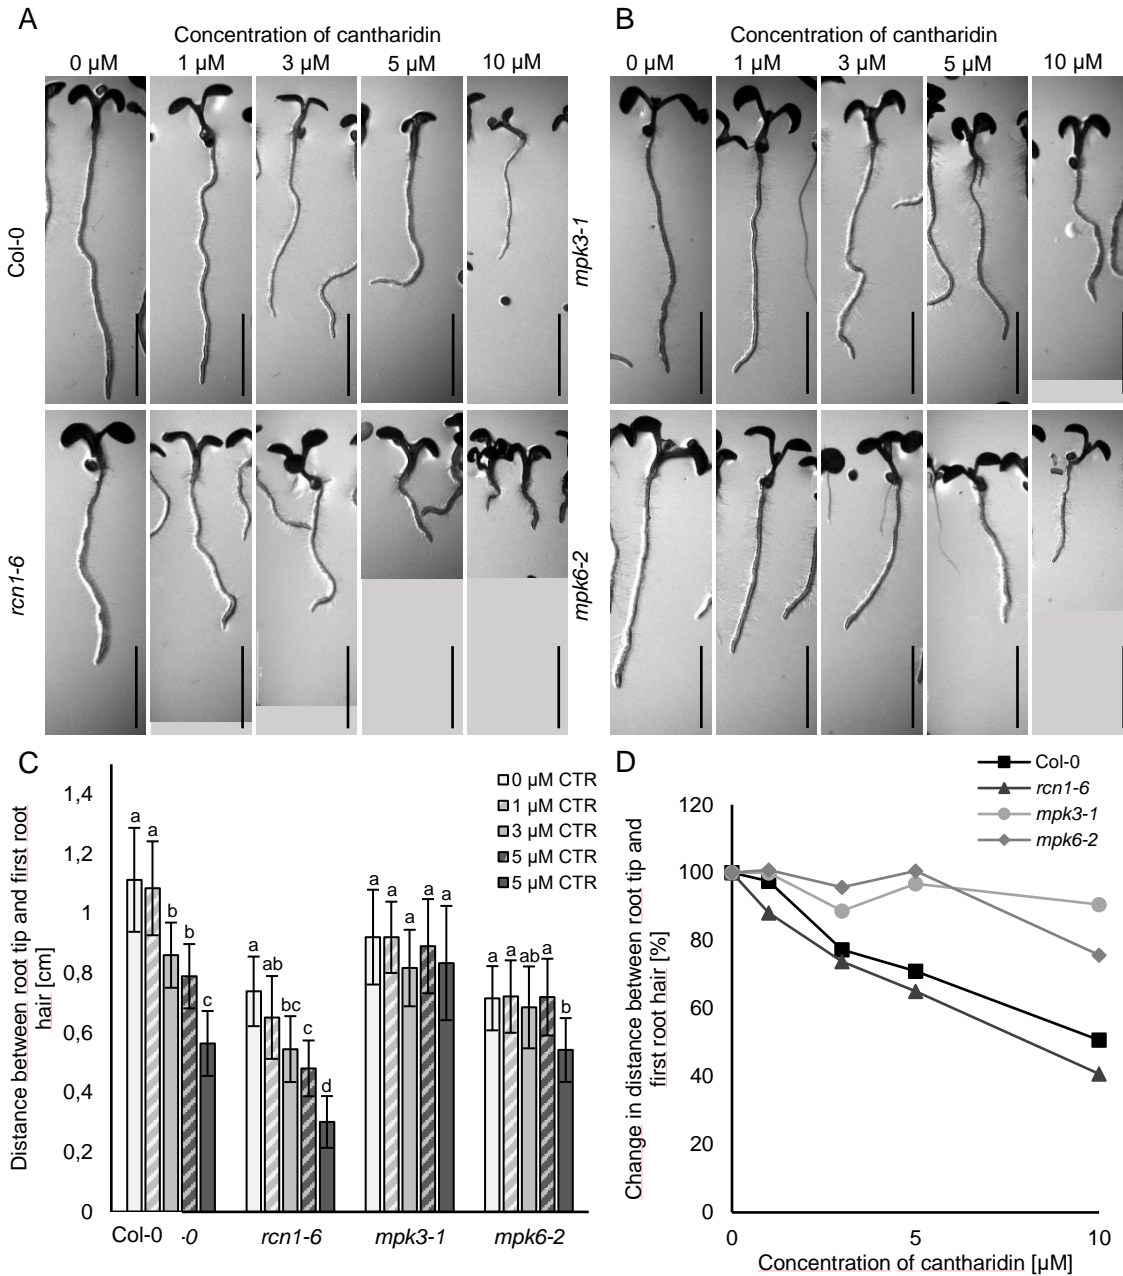 A
Concentration of cantharidin
0 µM
1 µM
3 µM
5 µM
10 µM
Col-0
rcn1-6
B
Concentration of cantharidin
0 µM
1 µM
3 µM
5 µM
10 µM
mpk3-1
mpk6-2
C
Distance between root tip and first root
hair [cm]
1,4
1,2
1
0,8
0,6
0,4
0,2
0
a
a
b
b
c
a
ab
bc
c
d
a
a
a
a
a
a
a
ab
a
b
0 µM CTR
1 µM CTR
3 µM CTR
5 µM CTR
5 µM CTR
Col-0
-0
rcn1-6
mpk3-1
mpk6-2
D
Col-0
rcn1-6
mpk3-1
mpk6-2
Change in distance between root tip and
first root hair [%]
120
100
80
60
40
20
0
0
5
10
Concentration of cantharidin [µM]